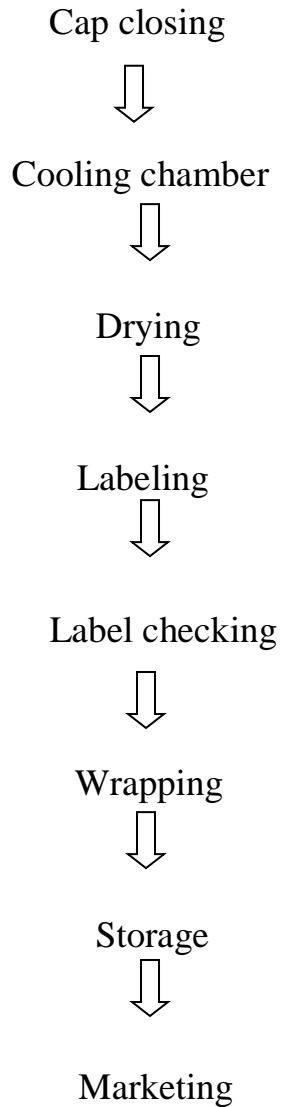 Cap closing
Cooling chamber
Drying
Labeling
Label checking
Wrapping
Storage
Marketing